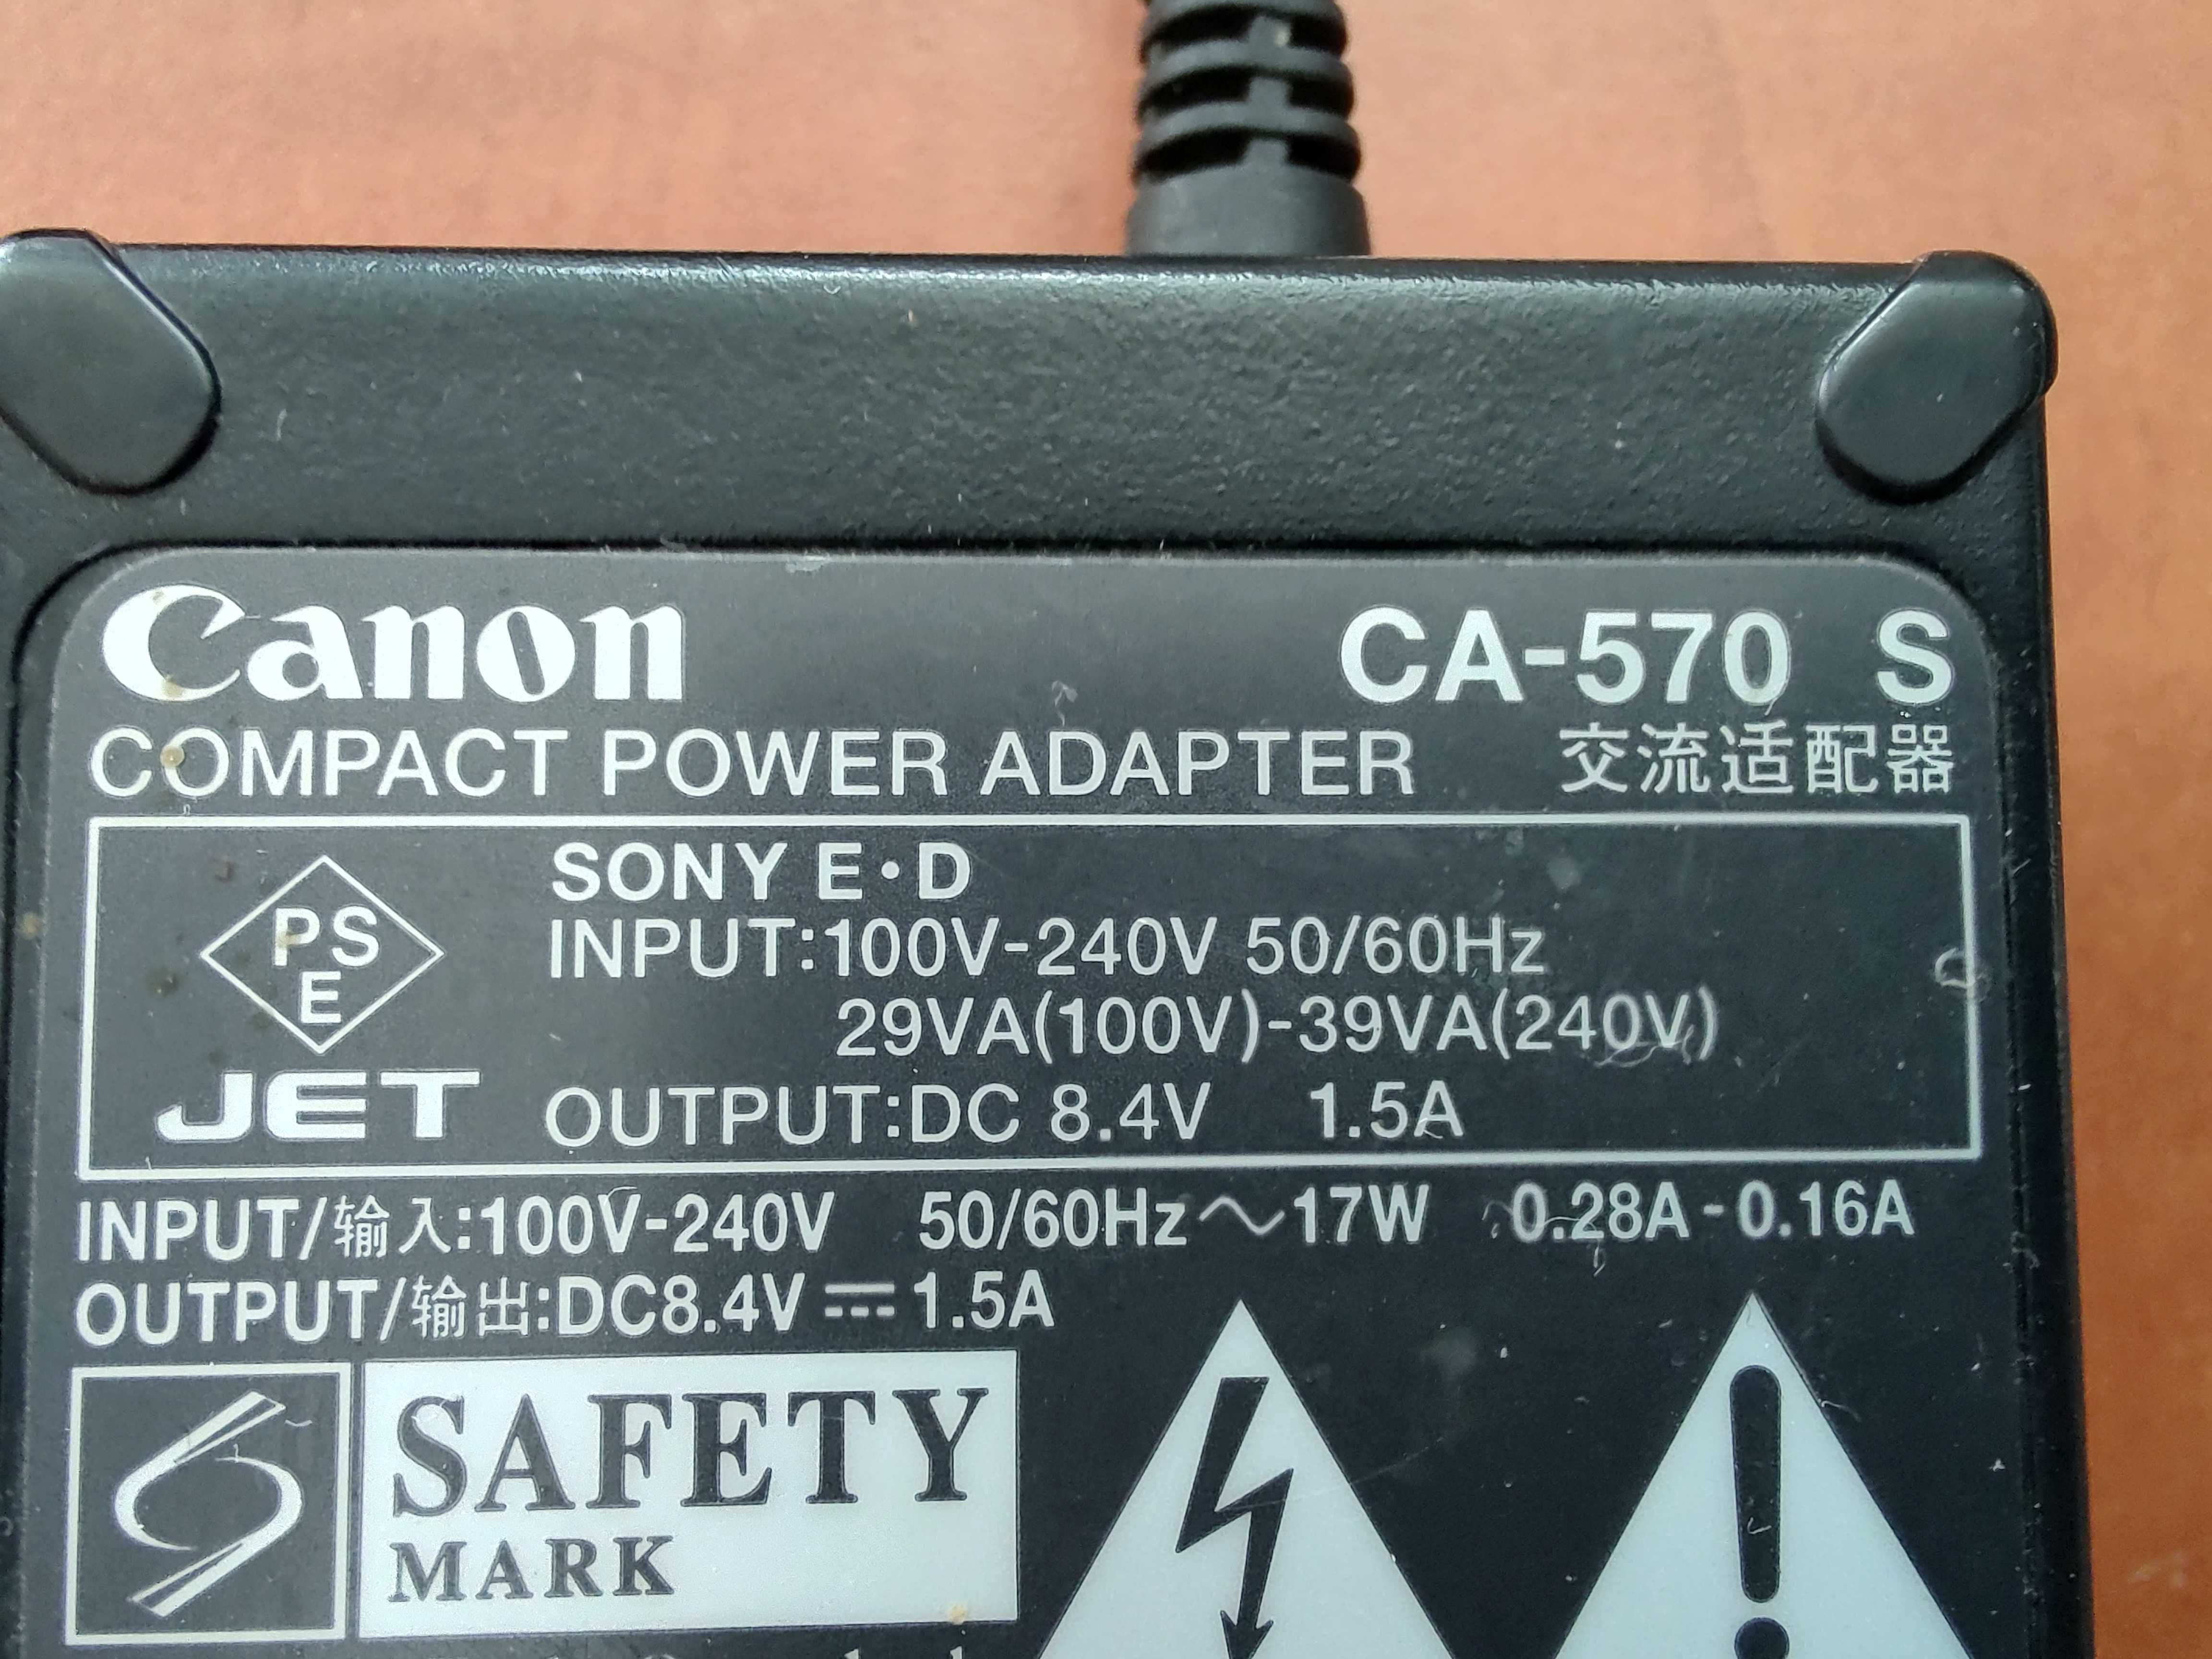 Canon CA-570 S
COMPACT POWER ADAPTER 交流适配器
PS
E
JET
SONY E·D
INPUT:100V-240V 50/60Hz
29VA(100V)-39VA(240V)
OUTPUT:DC 8.4V 1.5A
INPUT/输入:100V-240V 50/60Hz～17W 0.28A-0.16A
OUTPUT/输出:DC8.4V⎓1.5A
SAFETY
MARK